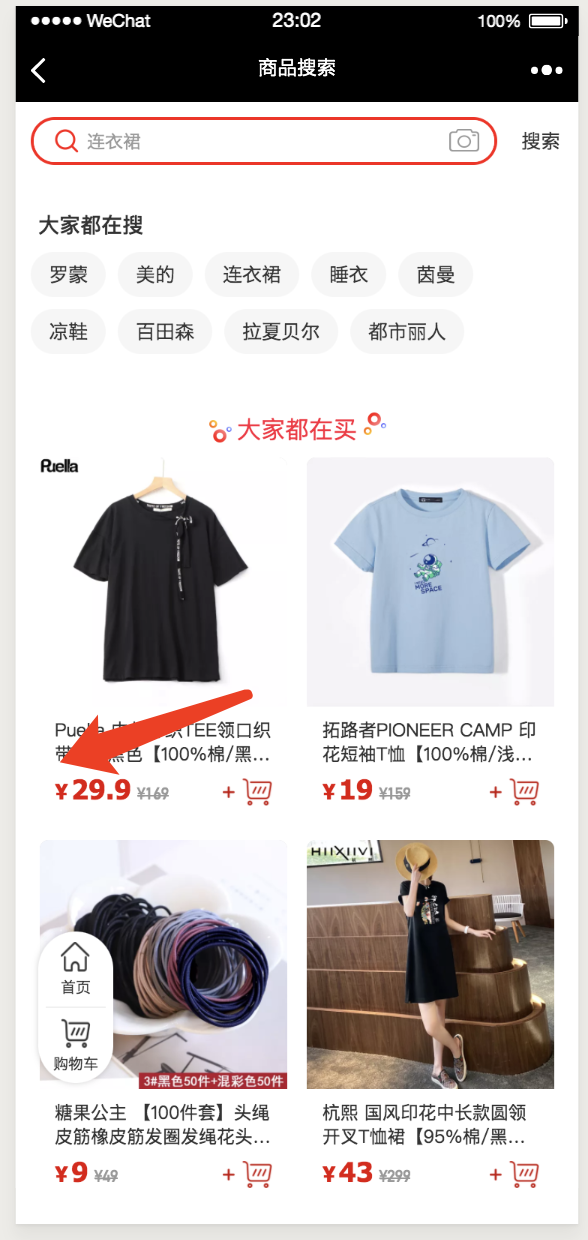 WeChat 23:02 100%
商品搜索
连衣裙 搜索
大家都在搜
罗蒙 美的 连衣裙 睡衣 茵曼
凉鞋 百田森 拉夏贝尔 都市丽人
大家都在买
Puella
MORE
SPACE
TEE领口织
黑色【100%棉/黑...
¥29.9 ¥169 +
拓路者PIONEER CAMP 印
花短袖T恤【100%棉/浅...
¥19 ¥159 +
首页
购物车
3#黑色50件+混彩色50件
HIIXIIVI
糖果公主 【100件套】头绳
皮筋橡皮筋发圈发绳花头...
¥9 ¥49 +
杭熙 国风印花中长款圆领
开叉T恤裙【95%棉/黑...
¥43 ¥299 +